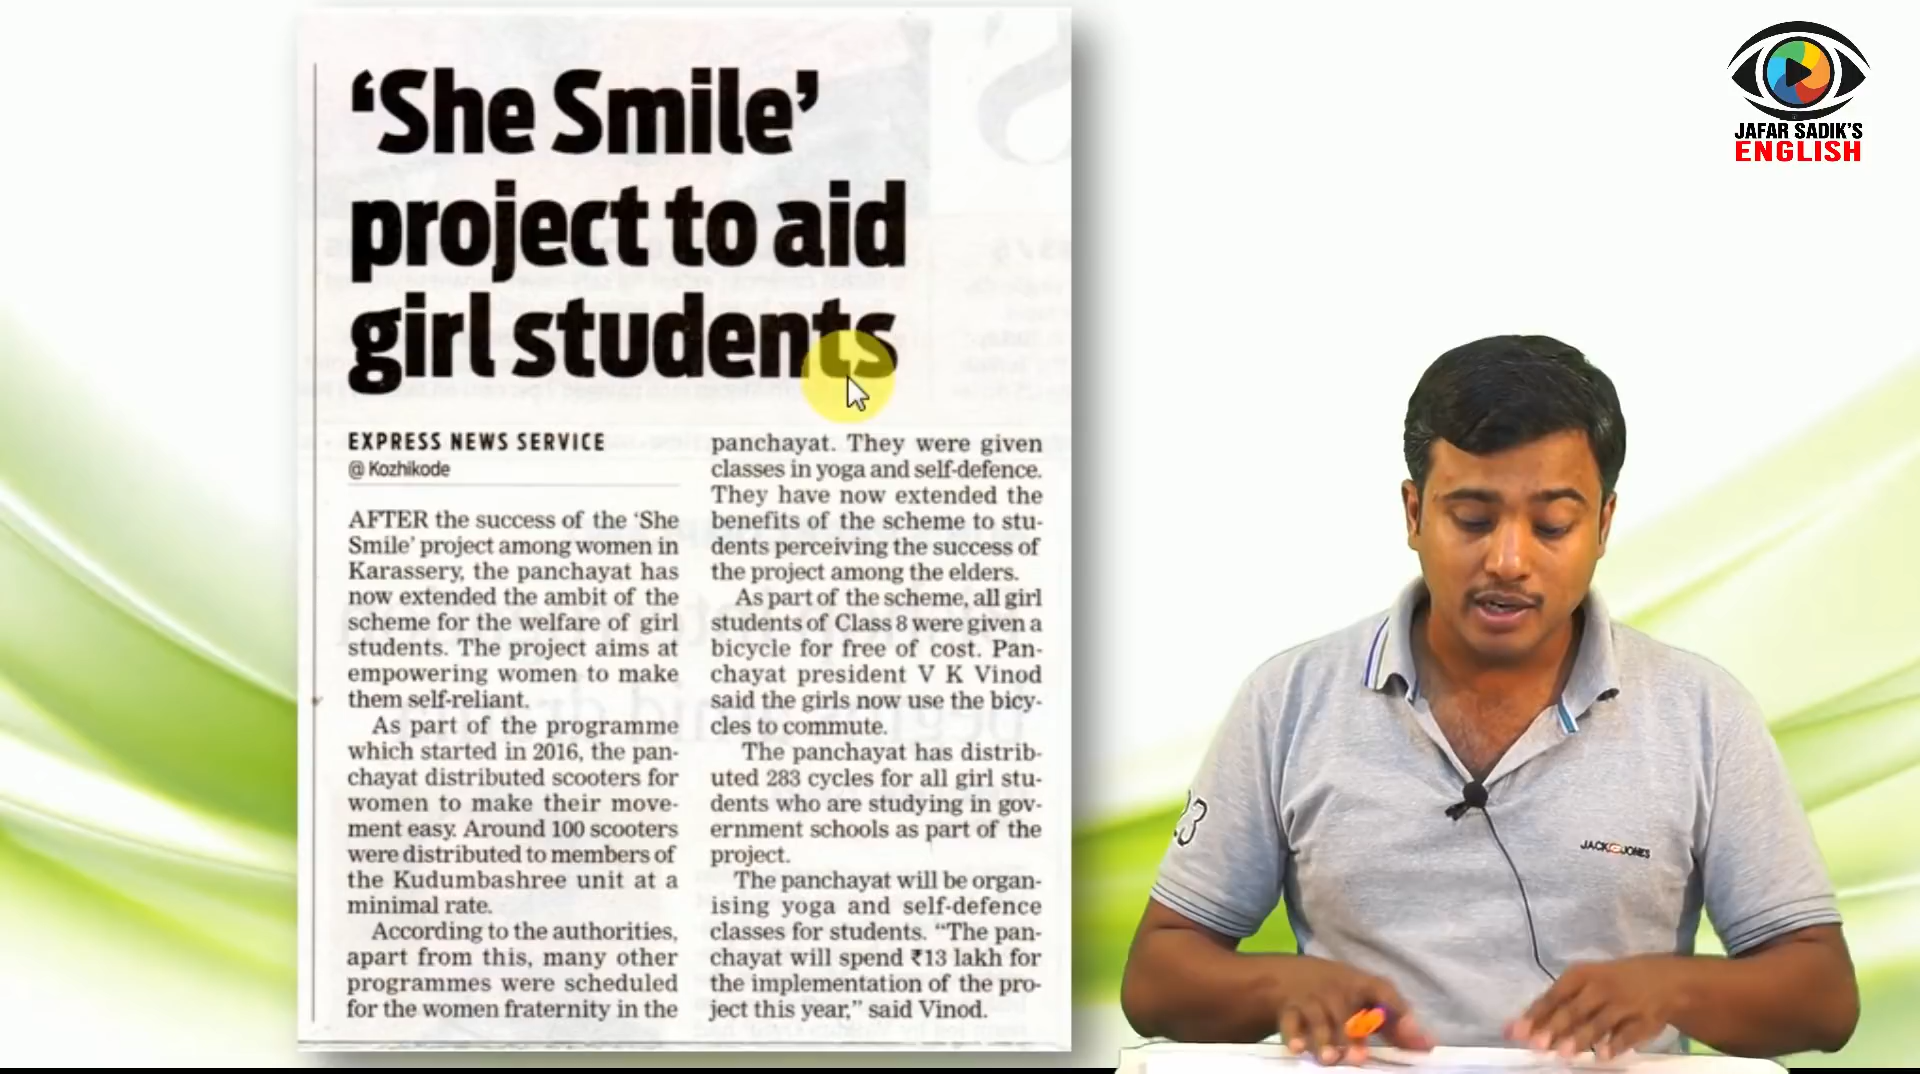 ‘She Smile’
project to aid
girl students
EXPRESS NEWS SERVICE
@ Kozhikode
AFTER the success of the ‘She
Smile’ project among women in
Karassery, the panchayat has
now extended the ambit of the
scheme for the welfare of girl
students. The project aims at
empowering women to make
them self-reliant.
As part of the programme
which started in 2016, the pan-
chayat distributed scooters for
women to make their move-
ment easy. Around 100 scooters
were distributed to members of
the Kudumbashree unit at a
minimal rate.
According to the authorities,
apart from this, many other
programmes were scheduled
for the women fraternity in the
panchayat. They were given
classes in yoga and self-defence.
They have now extended the
benefits of the scheme to stu-
dents perceiving the success of
the project among the elders.
As part of the scheme, all girl
students of Class 8 were given a
bicycle for free of cost. Pan-
chayat president V K Vinod
said the girls now use the bicy-
cles to commute.
The panchayat has distrib-
uted 283 cycles for all girl stu-
dents who are studying in gov-
ernment schools as part of the
project.
The panchayat will be organ-
ising yoga and self-defence
classes for students. “The pan-
chayat will spend ₹13 lakh for
the implementation of the pro-
ject this year,” said Vinod.
JAFAR SADIK'S
ENGLISH
JACK JONES
23